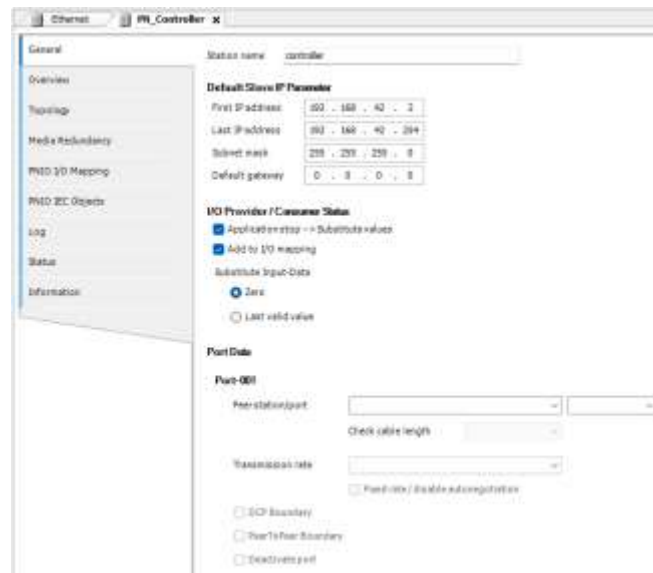 Ethernet PN_Controller x
General
Overview
Topology
Media Redundancy
PNIO I/O Mapping
PNIO IEC Objects
Log
Status
Information
Station name controller
Default Slave IP Parameter
First IP address 192 . 168 . 42 . 2
Last IP address 192 . 168 . 42 . 254
Subnet mask 255 . 255 . 255 . 0
Default gateway 0 . 0 . 0 . 0
I/O Provider / Consumer Status
Application stop --> Substitute values
Add to I/O mapping
Substitute Input-Data
Zero
Last valid value
Port Data
Port-001
Peer station/port
Check cable length
Transmission rate
Fixed rate / disable autonegotiation
DCP Boundary
PeerToPeer Boundary
Deactivate port